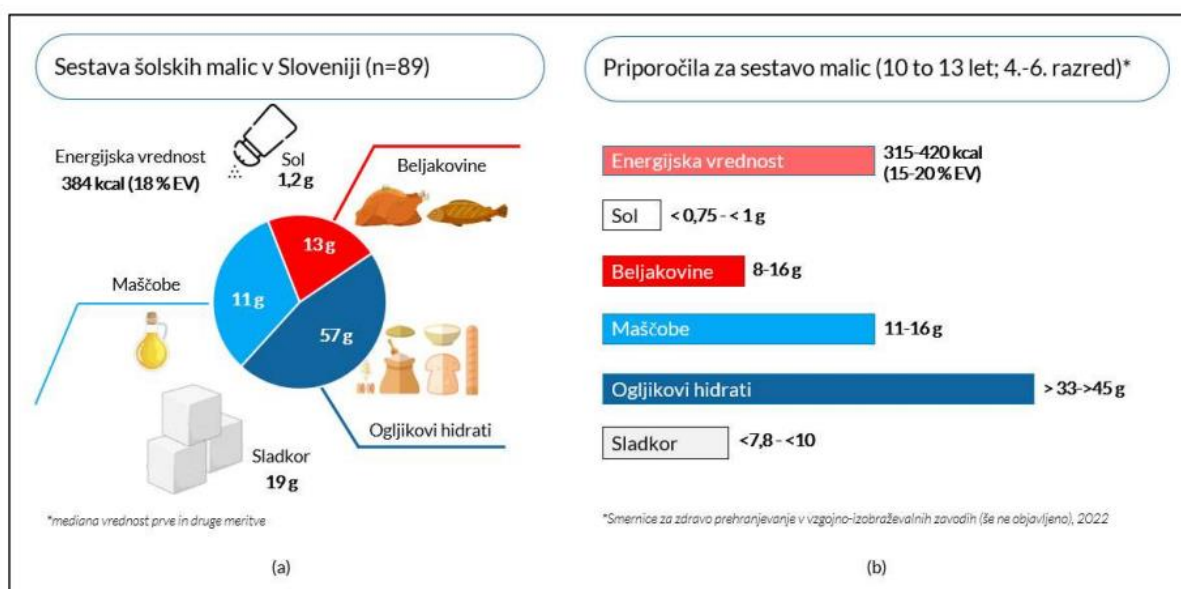 Sestava šolskih malic v Sloveniji (n=89)
Energijska vrednost
384 kcal (18 % EV)
Sol
1,2 g
Beljakovine
13 g
Maščobe
11 g
57 g
Ogljikovi hidrati
Sladkor
19 g
*mediana vrednost prve in druge meritve
(a)
Priporočila za sestavo malic (10 to 13 let; 4.-6. razred)*
Energijska vrednost
315-420 kcal
(15-20 % EV)
Sol
< 0,75 - < 1 g
Beljakovine
8-16 g
Maščobe
11-16 g
Ogljikovi hidrati
> 33->45 g
Sladkor
<7,8 - <10
*Smernice za zdravo prehranjevanje v vzgojno-izobraževalnih zavodih (še ne objavljeno), 2022
(b)